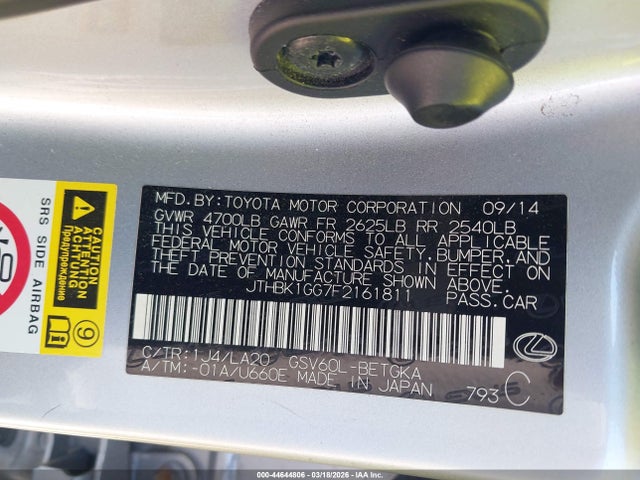 MFD.BY:TOYOTA MOTOR CORPORATION 09/14
GVWR 4700LB GAWR FR 2625LB RR 2540LB
THIS VEHICLE CONFORMS TO ALL APPLICABLE
FEDERAL MOTOR VEHICLE SAFETY,BUMPER,AND
THEFT PREVENTION STANDARDS IN EFFECT ON
THE DATE OF MANUFACTURE SHOWN ABOVE.
JTHBK1GG7F2161811 PASS.CAR
C/TR:1J4/LA20 GSV60L-BETGKA
A/TM:-01A/U660E MADE IN JAPAN 793 C
SRS SIDE AIRBAG
CAUTION
ATTENTION
Предупреждение
9
000-44644806 - 03/18/2026 - IAA Inc.